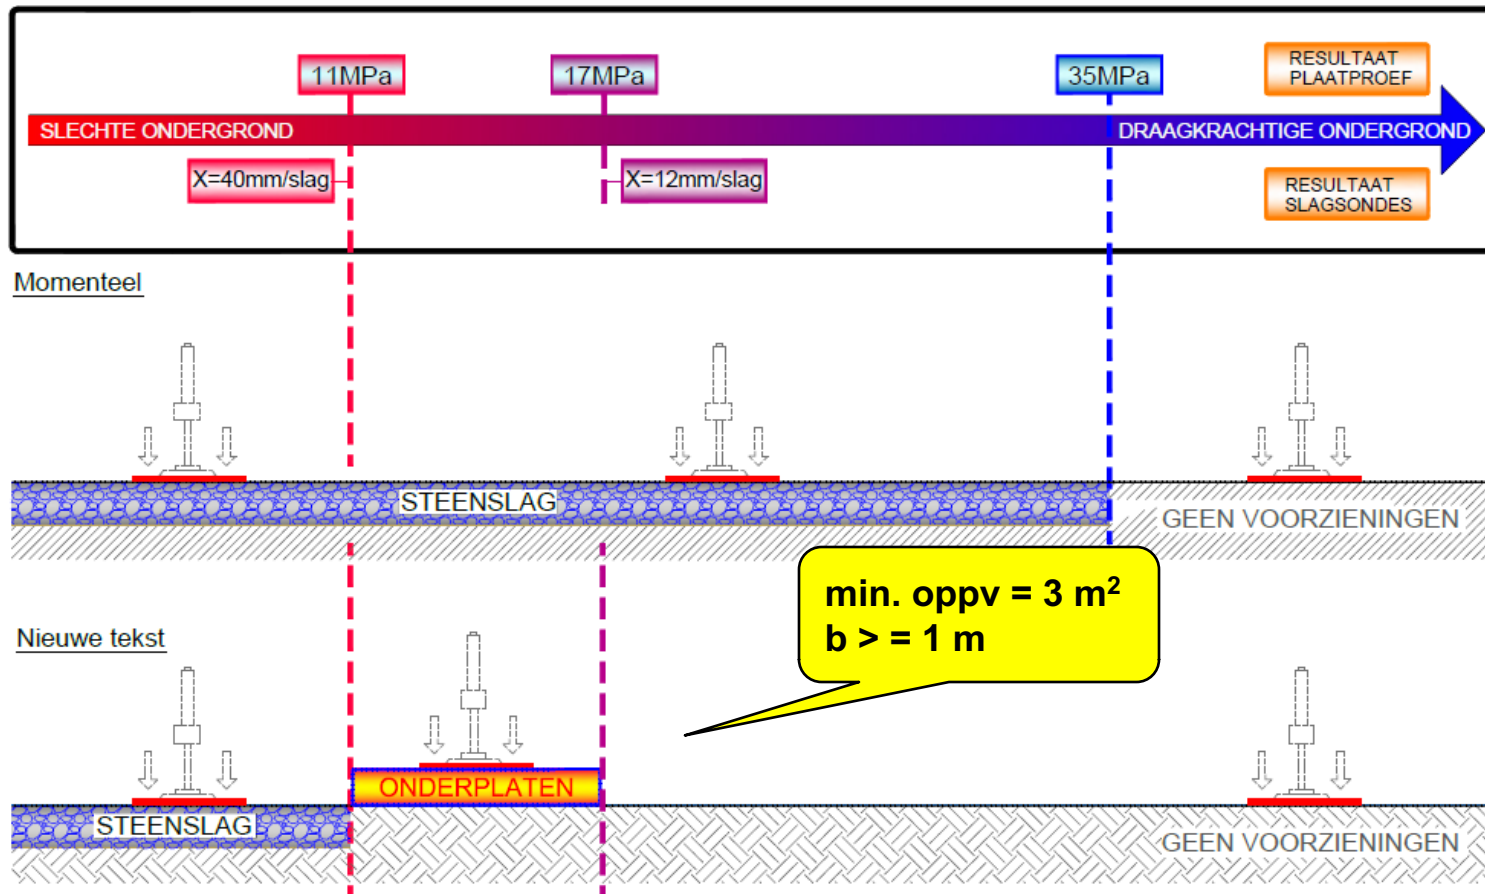 11MPa
17MPa
35MPa
RESULTAAT
PLAATPROEF
SLECHTE ONDERGROND
DRAAGKRACHTIGE ONDERGROND
X=40mm/slag
X=12mm/slag
RESULTAAT
SLAGSONDES
Momenteel
STEENSLAG
GEEN VOORZIENINGEN
min. oppv = 3 m²
b > = 1 m
Nieuwe tekst
ONDERPLATEN
STEENSLAG
GEEN VOORZIENINGEN